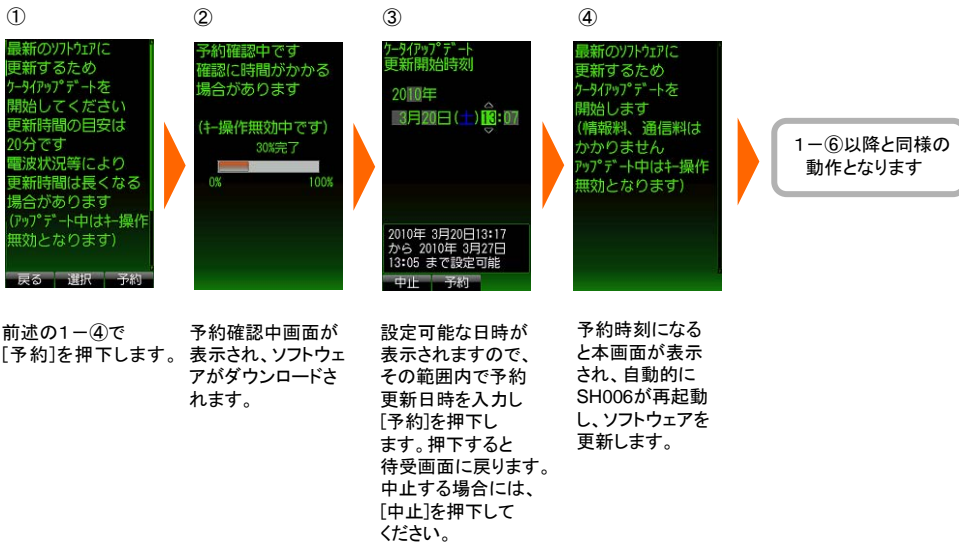 ①
最新のソフトウェアに
更新するため
ケータイアップデートを
開始してください
更新時間の目安は
20分です
電波状況等により
更新時間は長くなる
場合があります
(アップデート中はキー操作
無効となります)
戻る 選択 予約
前述の1-④で
[予約]を押下します。
②
予約確認中です
確認に時間がかかる
場合があります
(キー操作無効中です)
30%完了
0% 100%
予約確認中画面が
表示され、ソフトウェ
アがダウンロードさ
れます。
③
ケータイアップデート
更新開始時刻
2010年
3月20日(土)13:07
2010年 3月20日13:17
から 2010年 3月27日
13:05 まで設定可能
中止 予約
設定可能な日時が
表示されますので、
その範囲内で予約
更新日時を入力し
[予約]を押下し
ます。押下すると
待受画面に戻ります。
中止する場合には、
[中止]を押下して
ください。
④
最新のソフトウェアに
更新するため
ケータイアップデートを
開始します
(情報料、通信料は
かかりません
アップデート中はキー操作
無効となります)
予約時刻になる
と本画面が表示
され、自動的に
SH006が再起動
し、ソフトウェアを
更新します。
1-⑥以降と同様の
動作となります